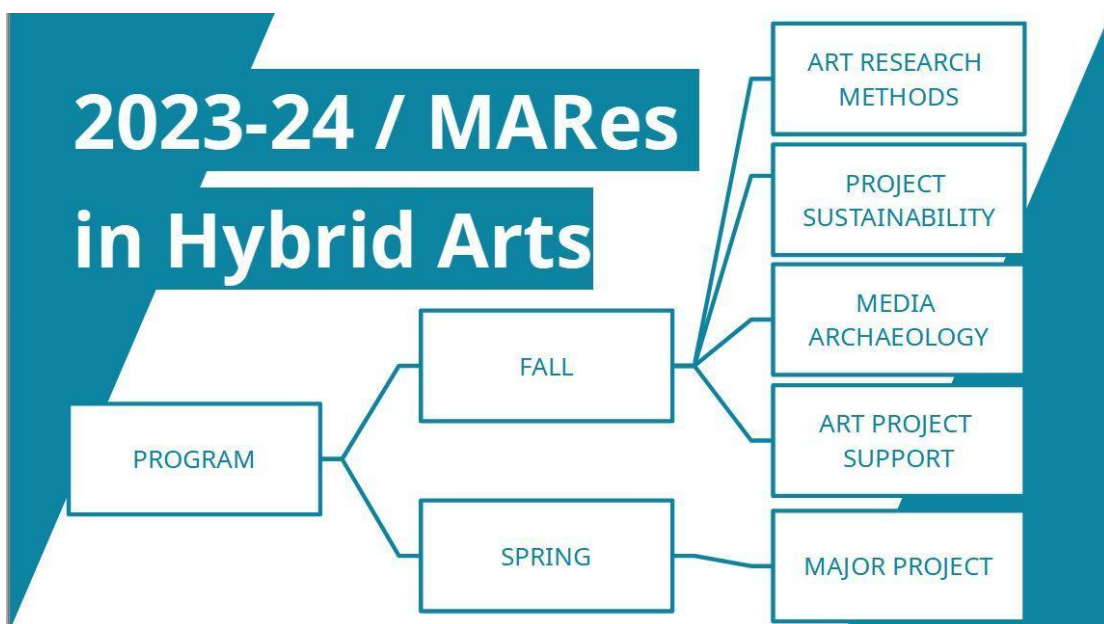 2023-24 / MARes
in Hybrid Arts
PROGRAM
FALL
SPRING
ART RESEARCH
METHODS
PROJECT
SUSTAINABILITY
MEDIA
ARCHAEOLOGY
ART PROJECT
SUPPORT
MAJOR PROJECT